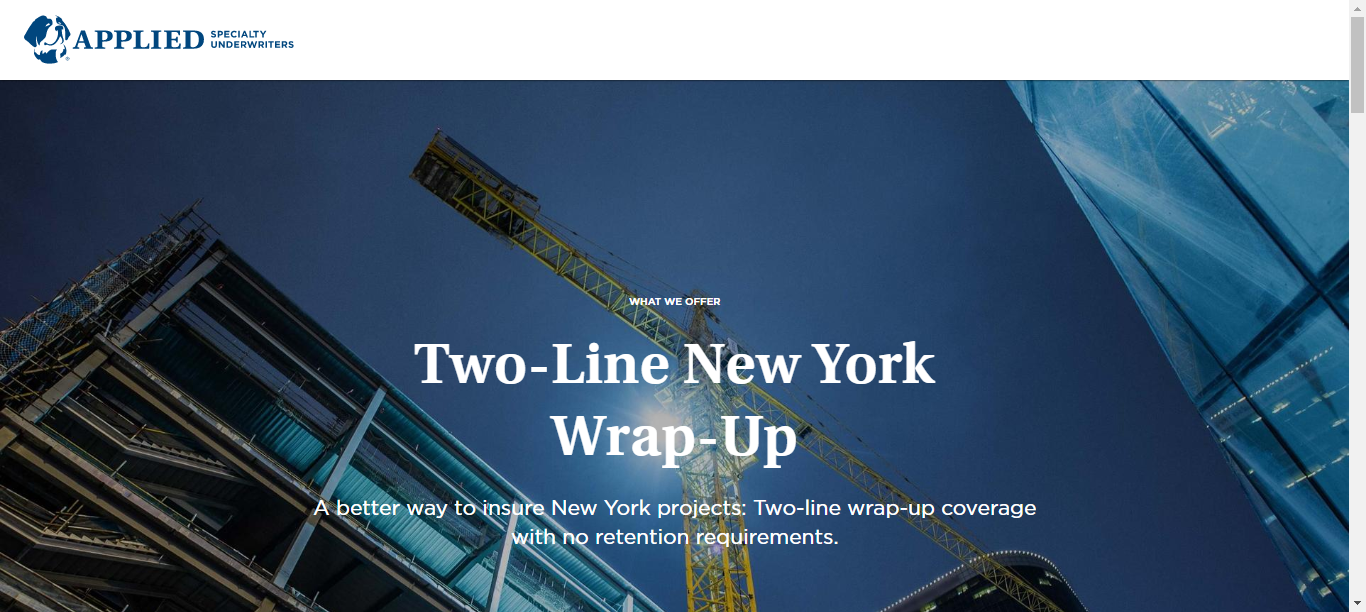 APPLIED
SPECIALTY
UNDERWRITERS
®
WHAT WE OFFER
Two-Line New York
Wrap-Up
A better way to insure New York projects: Two-line wrap-up coverage
with no retention requirements.